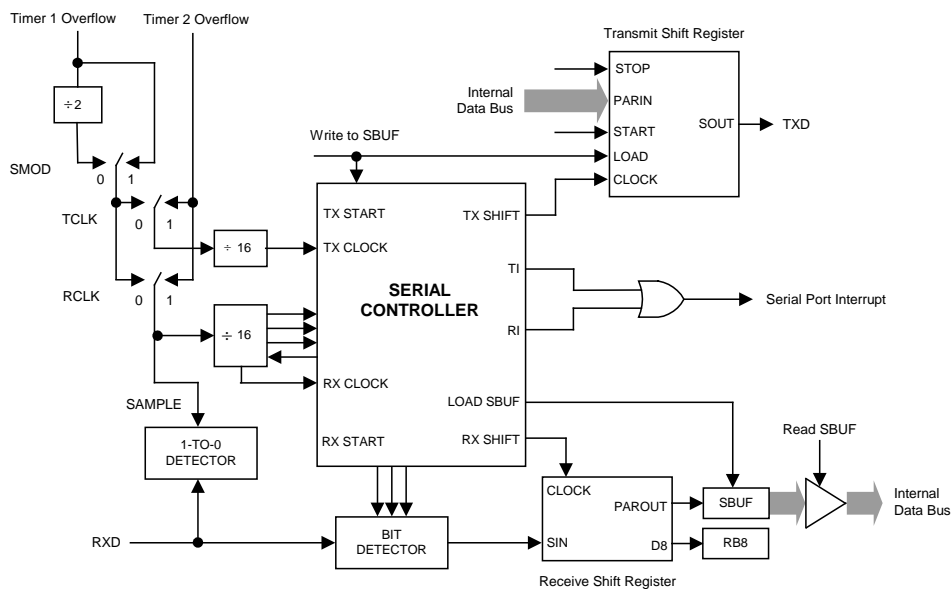 Timer 1 Overflow
Timer 2 Overflow
÷2
SMOD
0 1
TCLK
0 1
÷ 16
RCLK
0 1
÷ 16
SAMPLE
1-TO-0
DETECTOR
RXD
Write to SBUF
TX START
TX CLOCK
SERIAL
CONTROLLER
RX CLOCK
RX START
TX SHIFT
TI
RI
LOAD SBUF
RX SHIFT
BIT
DETECTOR
Transmit Shift Register
Internal
Data Bus
STOP
PARIN
START
LOAD
CLOCK
SOUT
TXD
Serial Port Interrupt
CLOCK
PAROUT
SIN
D8
Receive Shift Register
SBUF
RB8
Read SBUF
Internal
Data Bus